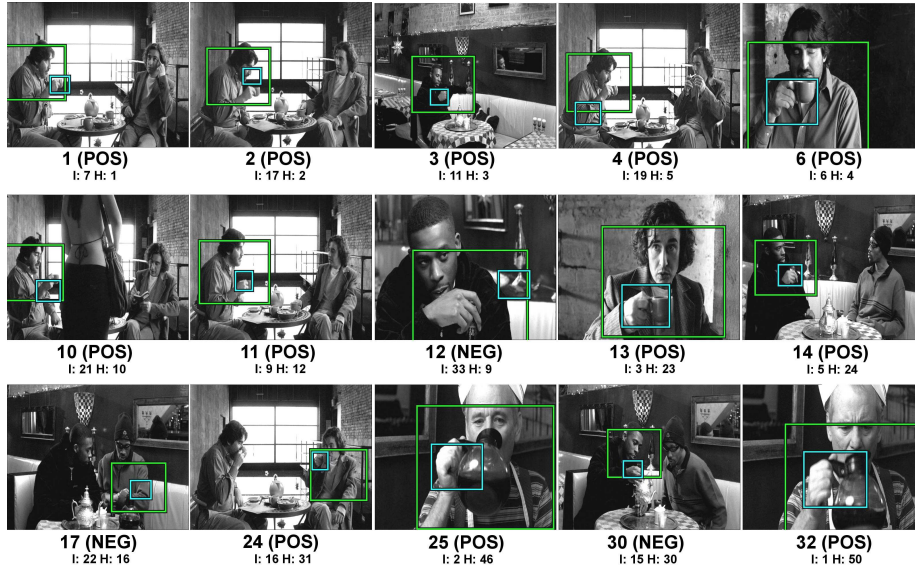 1 (POS) 2 (POS) 3 (POS) 4 (POS) 6 (POS)
I: 7 H: 1 I: 17 H: 2 I: 11 H: 3 I: 19 H: 5 I: 6 H: 4
10 (POS) 11 (POS) 12 (NEG) 13 (POS) 14 (POS)
I: 21 H: 10 I: 9 H: 12 I: 33 H: 9 I: 3 H: 23 I: 5 H: 24
17 (NEG) 24 (POS) 25 (POS) 30 (NEG) 32 (POS)
I: 22 H: 16 I: 16 H: 31 I: 2 H: 46 I: 15 H: 30 I: 1 H: 50